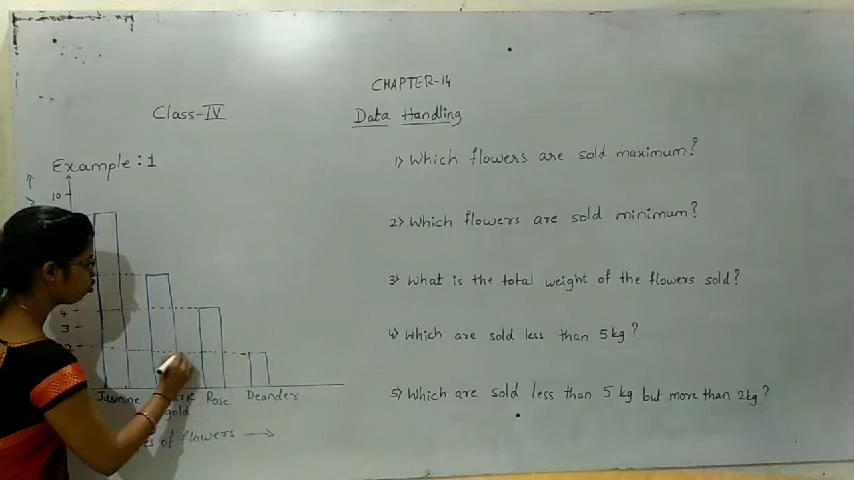 CHAPTER-14
Class-IV
Data Handling
Example:1
1) Which flowers are sold maximum?
2) Which flowers are sold minimum?
3) What is the total weight of the flowers sold?
4) Which are sold less than 5kg?
5) Which are sold less than 5 kg but more than 2kg?
10
4
3
2
Jasmine Rose Deander
gold
of flowers →